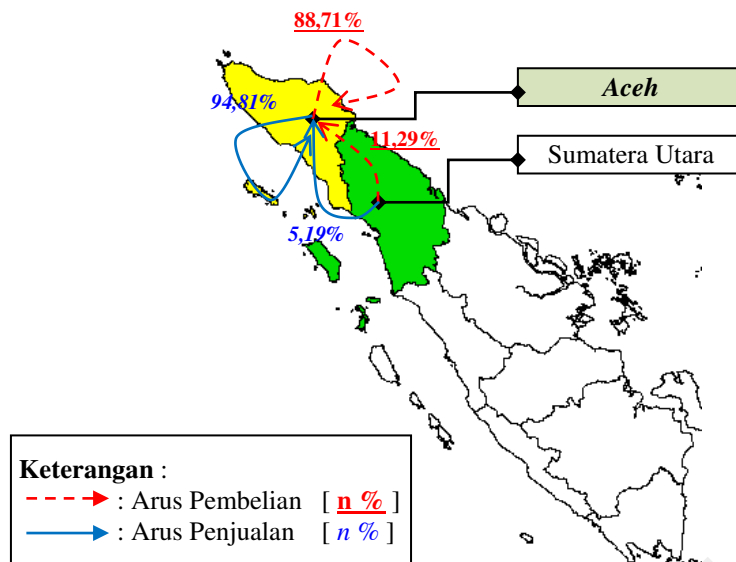 88,71%
Aceh
94,81%
11,29%
Sumatera Utara
5,19%
Keterangan :
: Arus Pembelian [ n % ]
: Arus Penjualan [ n % ]